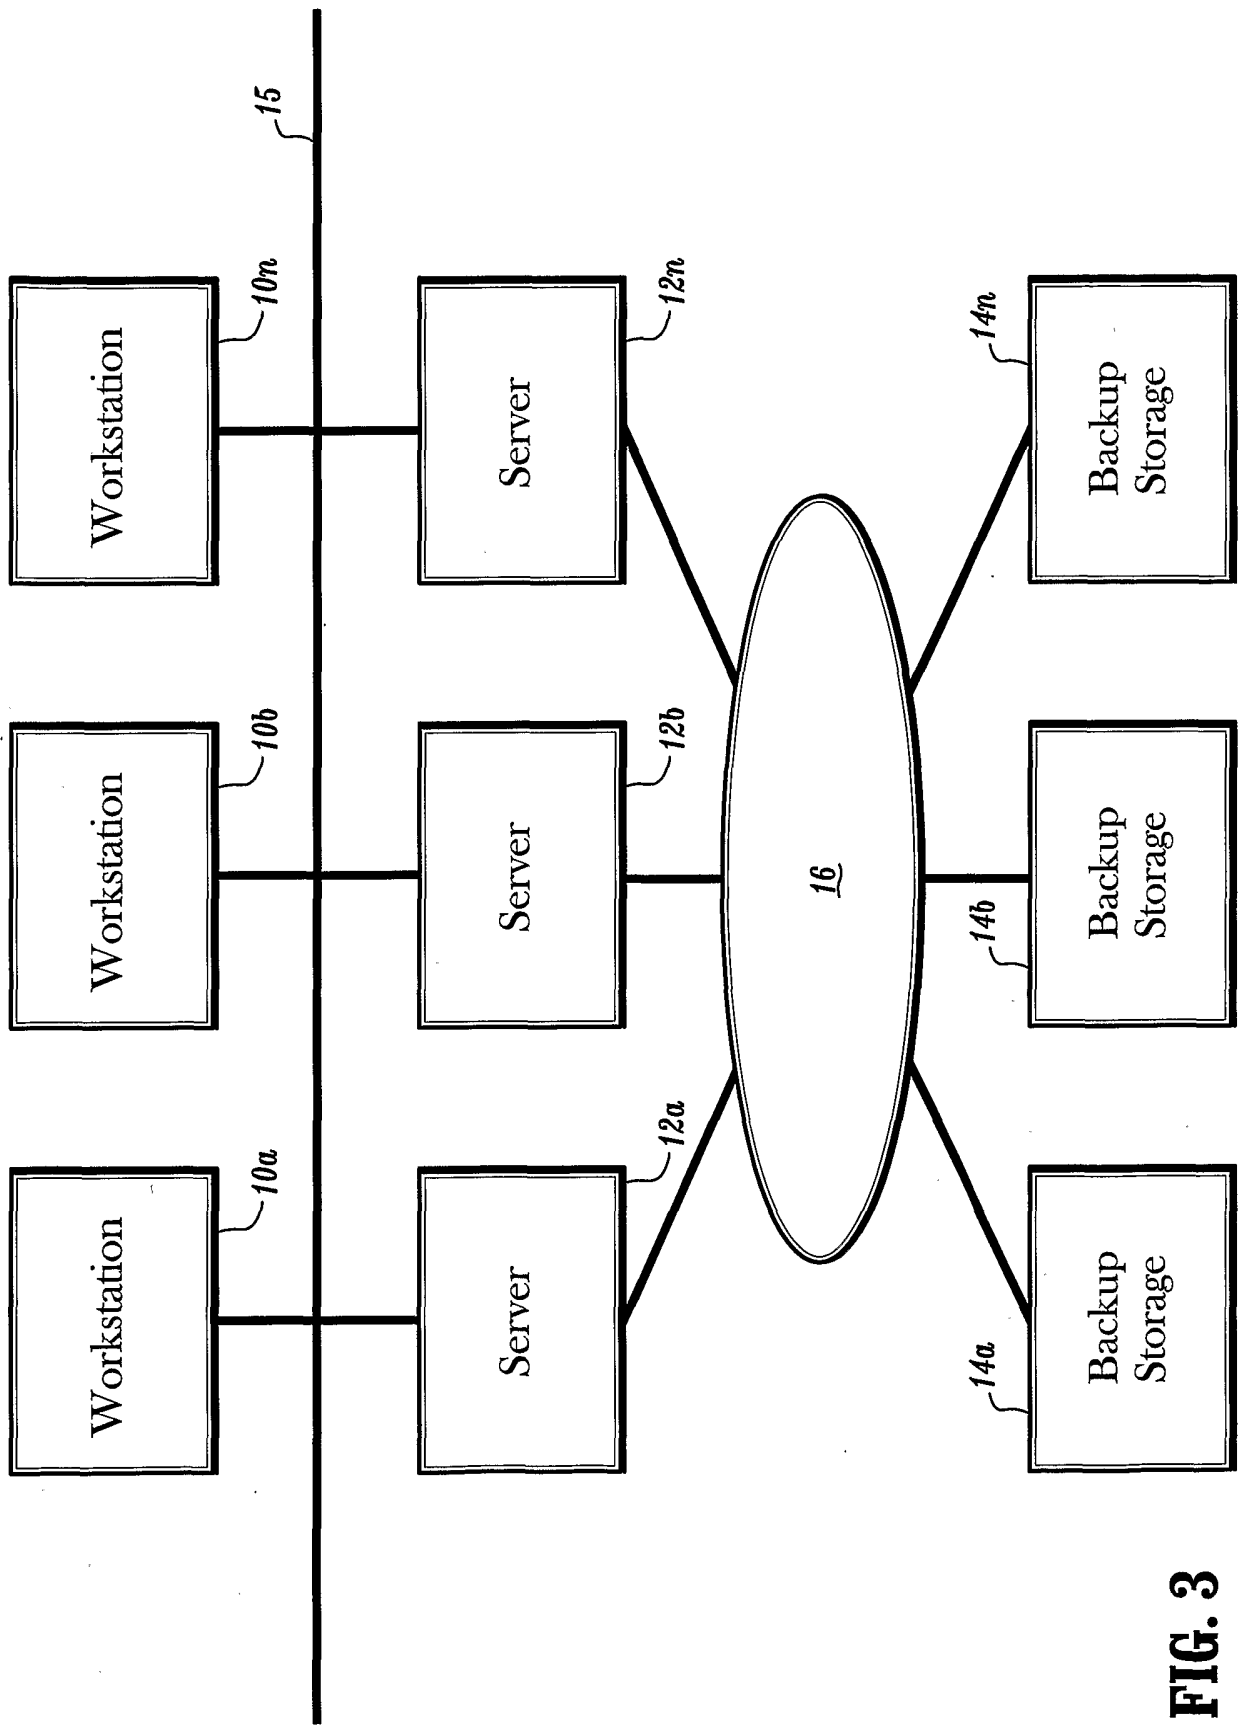 Workstation
Workstation
Workstation
10a
10b
10n
15
Server
Server
Server
12a
12b
12n
16
14a
14b
14n
Backup
Storage
Backup
Storage
Backup
Storage
FIG. 3